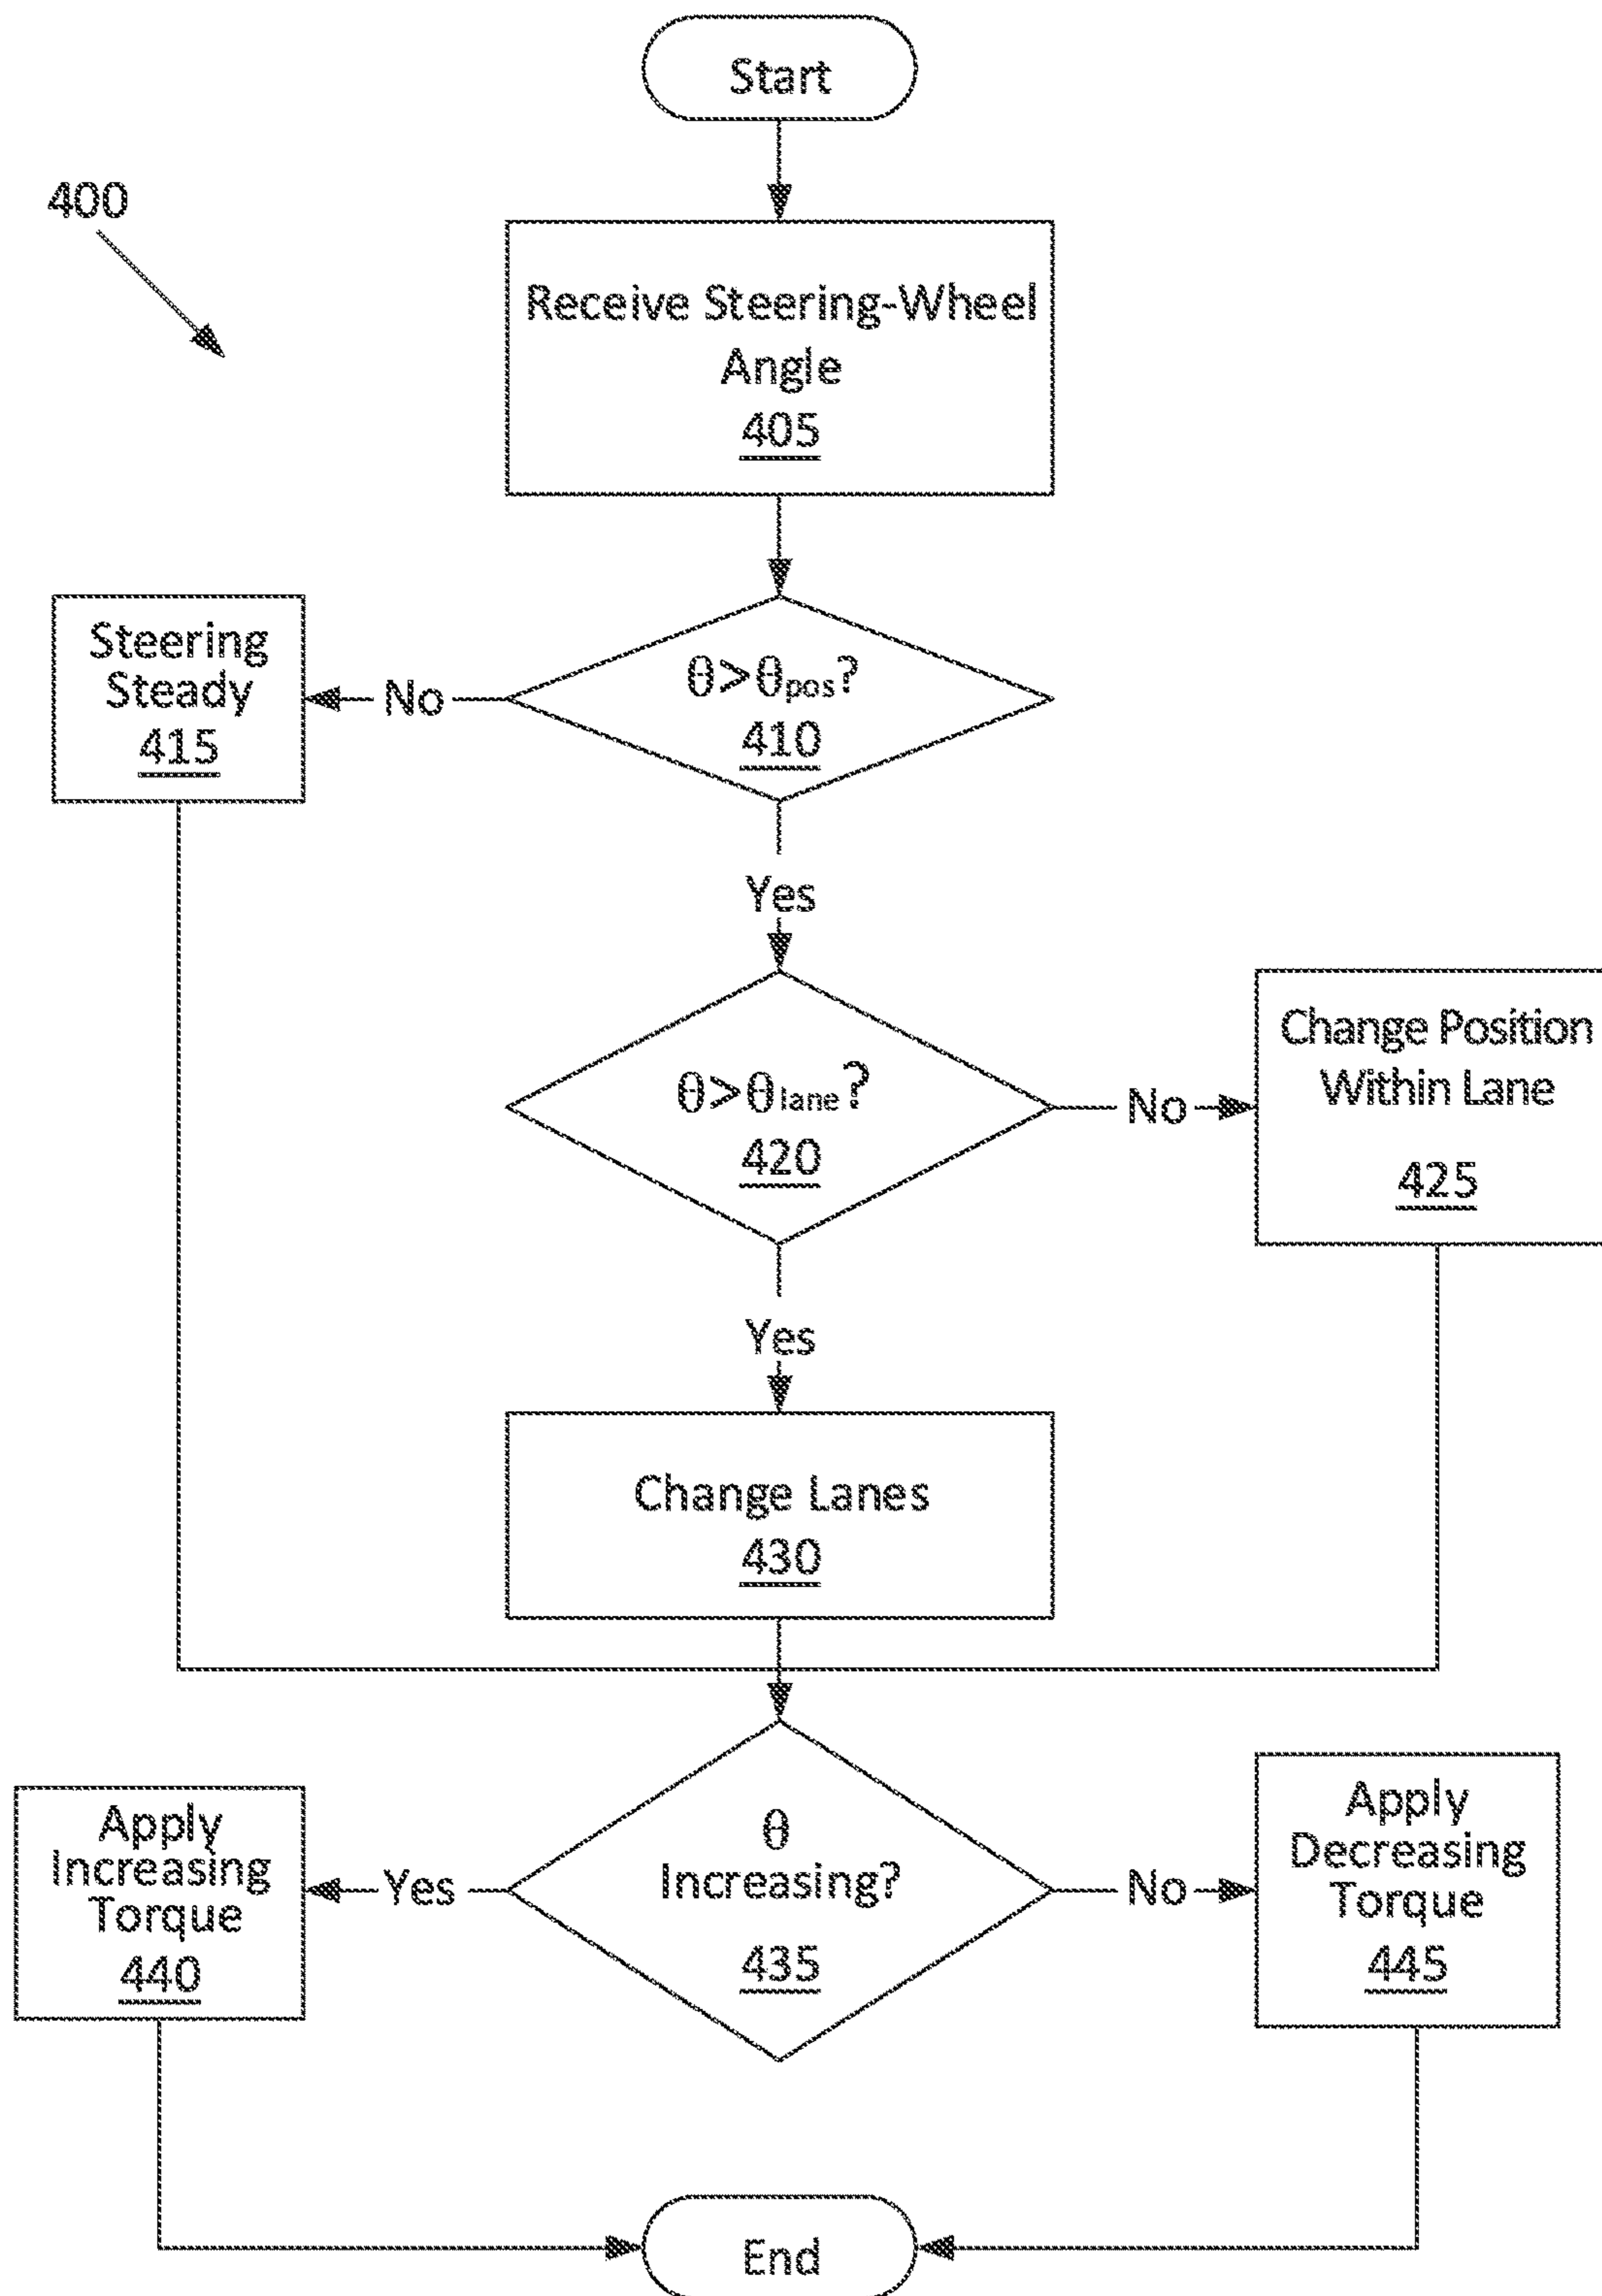 Start
400
Receive Steering-Wheel
Angle
405
Steering
Steady
415
No
θ>θpos?
410
Yes
θ>θlane?
420
No
Change Position
Within Lane
425
Yes
Change Lanes
430
Apply
Increasing
Torque
440
Yes
θ
Increasing?
435
No
Apply
Decreasing
Torque
445
End